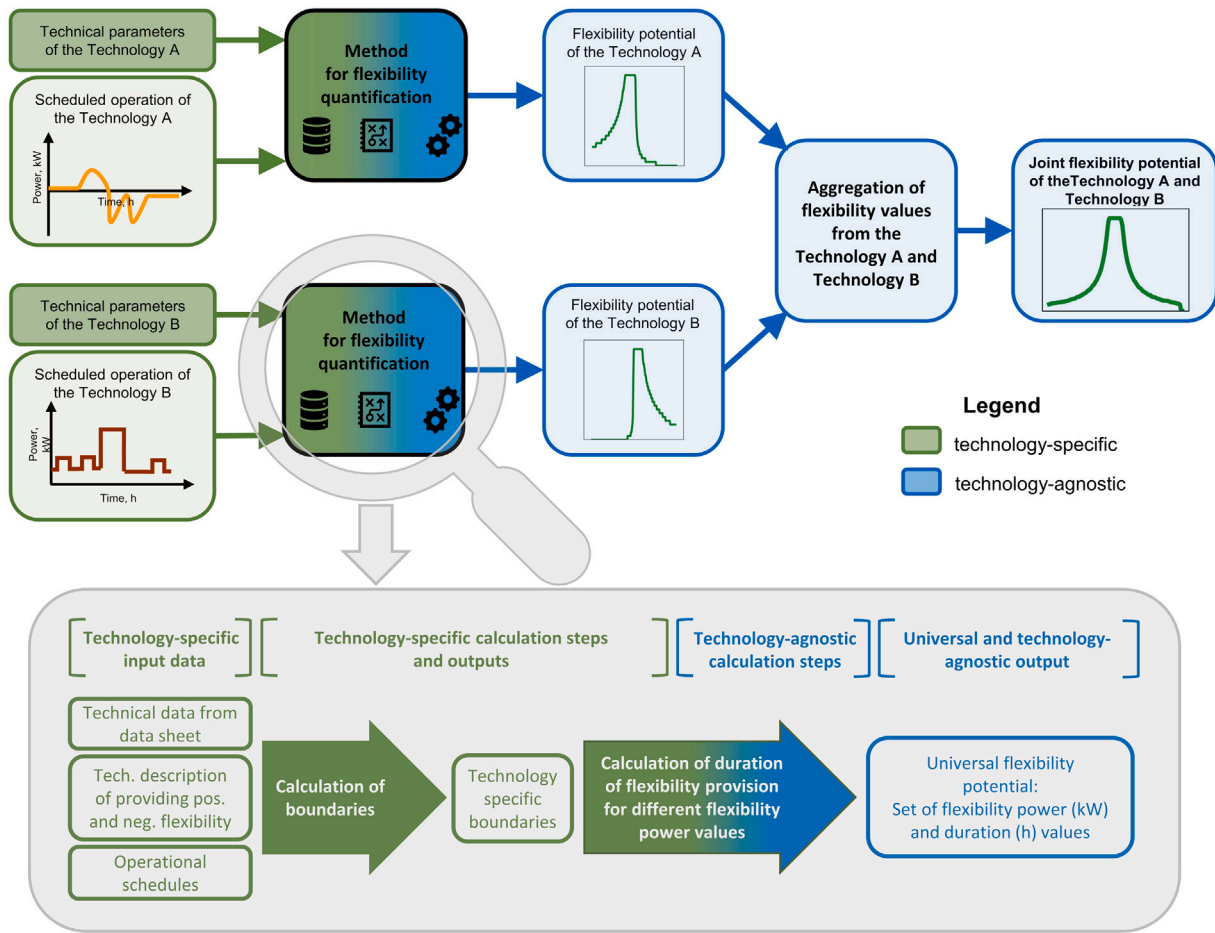 Technical parameters
of the Technology A
Scheduled operation of
the Technology A
Power, kW
Time, h
Method
for flexibility
quantification
Flexibility potential
of the Technology A
Aggregation of
flexibility values
from the
Technology A and
Technology B
Joint flexibility potential
of theTechnology A and
Technology B
Technical parameters
of the Technology B
Scheduled operation of
the Technology B
Power,
kW
Time, h
Method
for flexibility
quantification
Flexibility potential
of the Technology B
Legend
technology-specific
technology-agnostic
Technology-specific
input data
Technology-specific calculation steps
and outputs
Technology-agnostic
calculation steps
Universal and technology-
agnostic output
Technical data from
data sheet
Tech. description
of providing pos.
and neg. flexibility
Operational
schedules
Calculation of
boundaries
Technology
specific
boundaries
Calculation of duration
of flexibility provision
for different flexibility
power values
Universal flexibility
potential:
Set of flexibility power (kW)
and duration (h) values